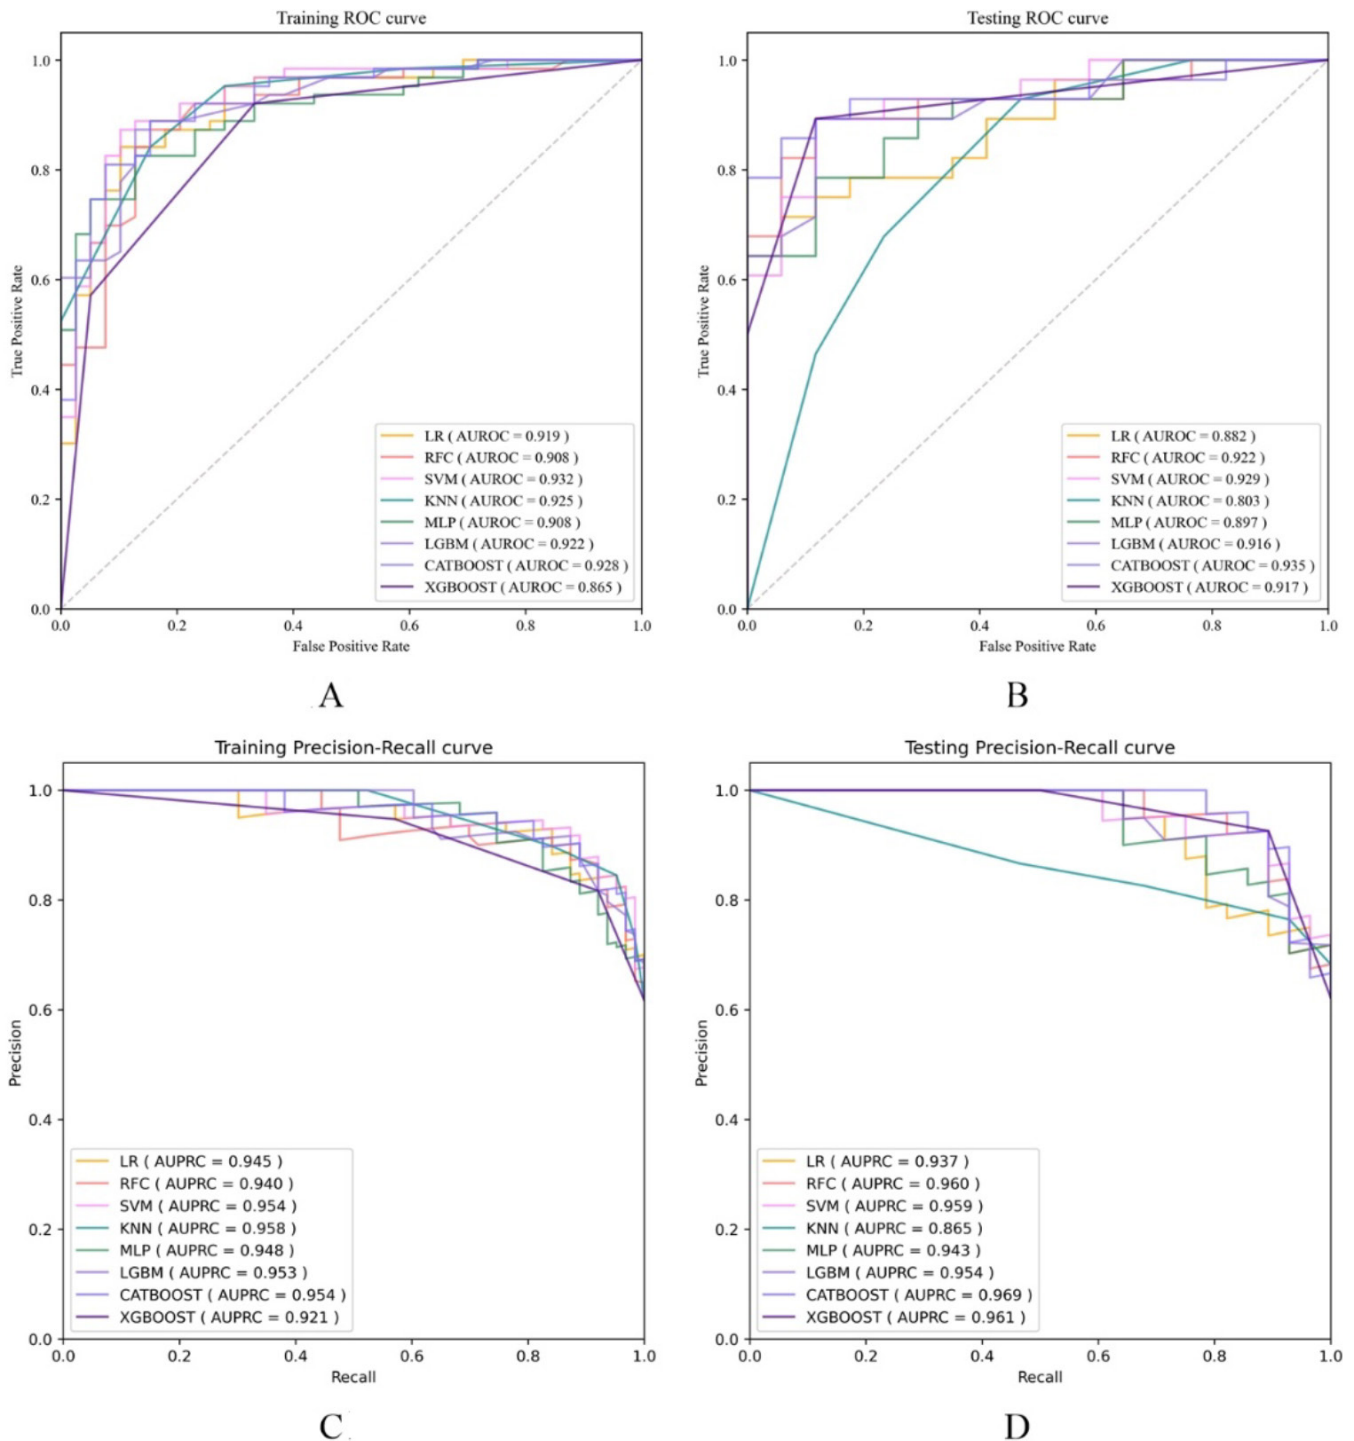 Training ROC curve
1.0
0.8
0.6
0.4
0.2
0.0
True Positive Rate
LR ( AUROC = 0.919 )
RFC ( AUROC = 0.908 )
SVM ( AUROC = 0.932 )
KNN ( AUROC = 0.925 )
MLP ( AUROC = 0.908 )
LGBM ( AUROC = 0.922 )
CATBOOST ( AUROC = 0.928 )
XGBOOST ( AUROC = 0.865 )
0.0 0.2 0.4 0.6 0.8 1.0
False Positive Rate
A
Testing ROC curve
1.0
0.8
0.6
0.4
0.2
0.0
True Positive Rate
LR ( AUROC = 0.882 )
RFC ( AUROC = 0.922 )
SVM ( AUROC = 0.929 )
KNN ( AUROC = 0.803 )
MLP ( AUROC = 0.897 )
LGBM ( AUROC = 0.916 )
CATBOOST ( AUROC = 0.935 )
XGBOOST ( AUROC = 0.917 )
0.0 0.2 0.4 0.6 0.8 1.0
False Positive Rate
B
Training Precision-Recall curve
1.0
0.8
0.6
0.4
0.2
0.0
Precision
LR ( AUPRC = 0.945 )
RFC ( AUPRC = 0.940 )
SVM ( AUPRC = 0.954 )
KNN ( AUPRC = 0.958 )
MLP ( AUPRC = 0.948 )
LGBM ( AUPRC = 0.953 )
CATBOOST ( AUPRC = 0.954 )
XGBOOST ( AUPRC = 0.921 )
0.0 0.2 0.4 0.6 0.8 1.0
Recall
C
Testing Precision-Recall curve
1.0
0.8
0.6
0.4
0.2
0.0
Precision
LR ( AUPRC = 0.937 )
RFC ( AUPRC = 0.960 )
SVM ( AUPRC = 0.959 )
KNN ( AUPRC = 0.865 )
MLP ( AUPRC = 0.943 )
LGBM ( AUPRC = 0.954 )
CATBOOST ( AUPRC = 0.969 )
XGBOOST ( AUPRC = 0.961 )
0.0 0.2 0.4 0.6 0.8 1.0
Recall
D